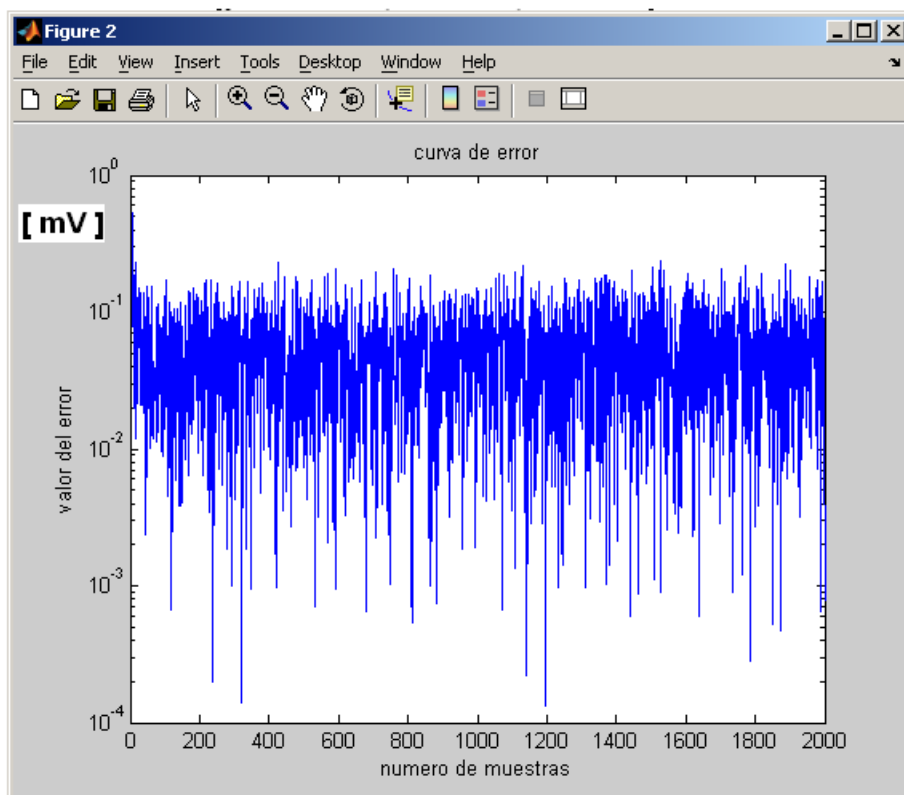 Figure 2
File Edit View Insert Tools Desktop Window Help
curva de error
[ mV ]
valor del error
10^0
10^-1
10^-2
10^-3
10^-4
0 200 400 600 800 1000 1200 1400 1600 1800 2000
numero de muestras